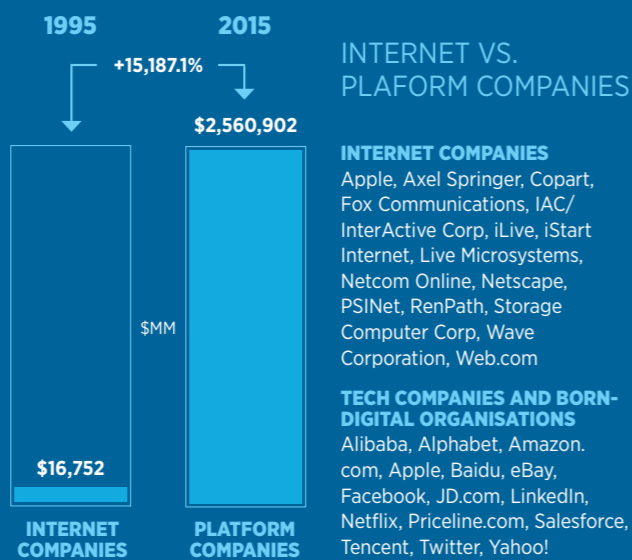 1995
2015
+15,187.1%
$2,560,902
$MM
$16,752
INTERNET
COMPANIES
PLATFORM
COMPANIES
INTERNET VS.
PLAFORM COMPANIES
INTERNET COMPANIES
Apple, Axel Springer, Copart,
Fox Communications, IAC/
InterActive Corp, iLive, iStart
Internet, Live Microsystems,
Netcom Online, Netscape,
PSINet, RenPath, Storage
Computer Corp, Wave
Corporation, Web.com
TECH COMPANIES AND BORN-
DIGITAL ORGANISATIONS
Alibaba, Alphabet, Amazon.
com, Apple, Baidu, eBay,
Facebook, JD.com, LinkedIn,
Netflix, Priceline.com, Salesforce,
Tencent, Twitter, Yahoo!